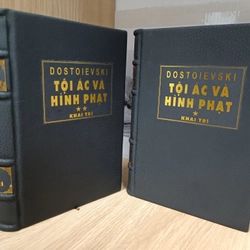 DOSTOIEVSKI
TỘI ÁC VÀ
HÌNH PHẠT
★ ★
KHAI TRÍ
DOSTOIEVSKI
TỘI ÁC VÀ
HÌNH PHẠT
★
KHAI TRÍ